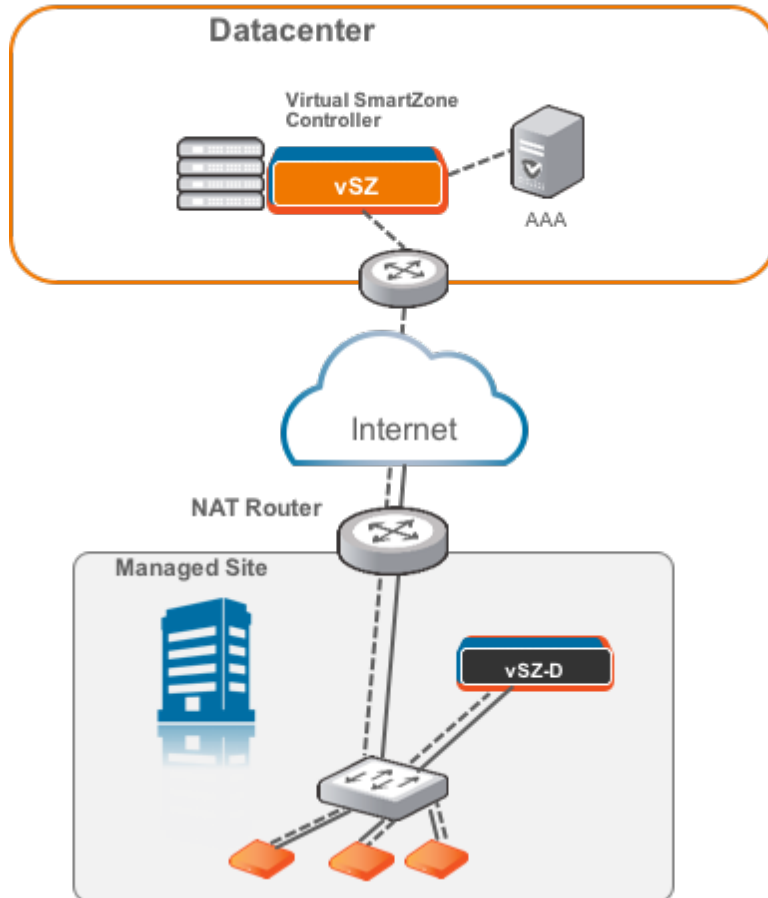 Datacenter
Virtual SmartZone
Controller
vSZ
AAA
Internet
NAT Router
Managed Site
vSZ-D